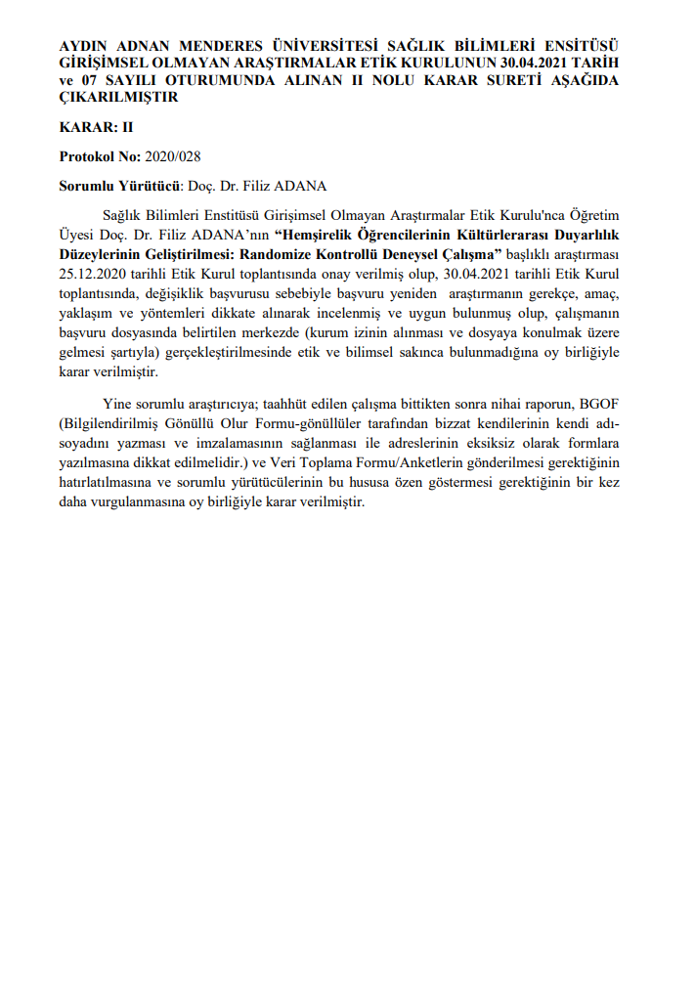 AYDIN ADNAN MENDERES ÜNİVERSİTESİ SAĞLIK BİLİMLERİ ENSİTÜSÜ
GİRİŞİMSEL OLMAYAN ARAŞTIRMALAR ETİK KURULUNUN 30.04.2021 TARİH
ve 07 SAYILI OTURUMUNDA ALINAN II NOLU KARAR SURETİ AŞAĞIDA
ÇIKARILMIŞTIR
KARAR: II
Protokol No: 2020/028
Sorumlu Yürütücü: Doç. Dr. Filiz ADANA
Sağlık Bilimleri Enstitüsü Girişimsel Olmayan Araştırmalar Etik Kurulu'nca Öğretim
Üyesi Doç. Dr. Filiz ADANA’nın “Hemşirelik Öğrencilerinin Kültürlerarası Duyarlılık
Düzeylerinin Geliştirilmesi: Randomize Kontrollü Deneysel Çalışma” başlıklı araştırması
25.12.2020 tarihli Etik Kurul toplantısında onay verilmiş olup, 30.04.2021 tarihli Etik Kurul
toplantısında, değişiklik başvurusu sebebiyle başvuru yeniden araştırmanın gerekçe, amaç,
yaklaşım ve yöntemleri dikkate alınarak incelenmiş ve uygun bulunmuş olup, çalışmanın
başvuru dosyasında belirtilen merkezde (kurum izinin alınması ve dosyaya konulmak üzere
gelmesi şartıyla) gerçekleştirilmesinde etik ve bilimsel sakınca bulunmadığına oy birliğiyle
karar verilmiştir.
Yine sorumlu araştırıcıya; taahhüt edilen çalışma bittikten sonra nihai raporun, BGOF
(Bilgilendirilmiş Gönüllü Olur Formu-gönüllüler tarafından bizzat kendilerinin kendi adı-
soyadını yazması ve imzalamasının sağlanması ile adreslerinin eksiksiz olarak formlara
yazılmasına dikkat edilmelidir.) ve Veri Toplama Formu/Anketlerin gönderilmesi gerektiğinin
hatırlatılmasına ve sorumlu yürütücülerinin bu hususa özen göstermesi gerektiğinin bir kez
daha vurgulanmasına oy birliğiyle karar verilmiştir.